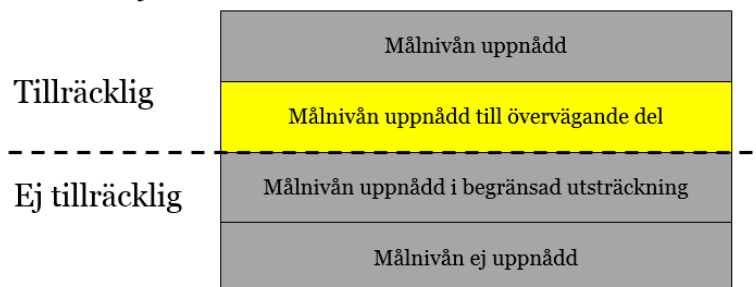 Målnivån uppnådd
Tillräcklig
Målnivån uppnådd till övervägande del
Målnivån uppnådd i begränsad utsträckning
Ej tillräcklig
Målnivån ej uppnådd